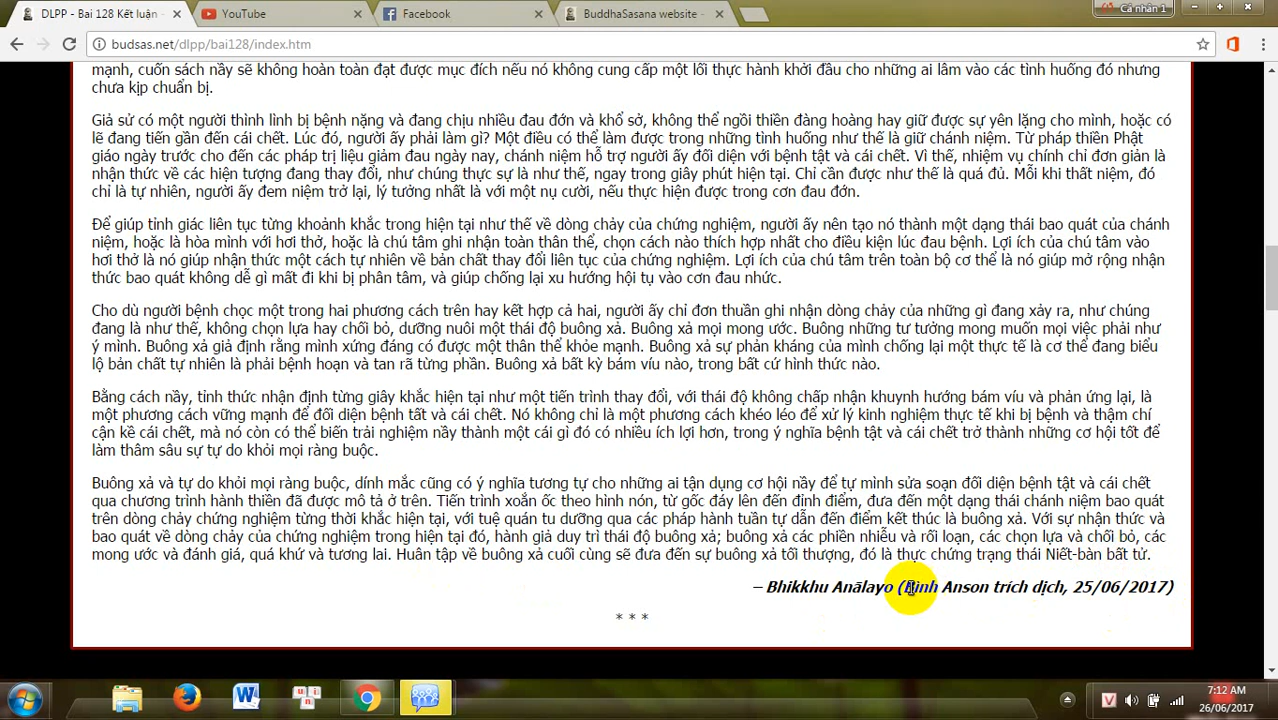 DLPP - Bai 128 Kết luận -
YouTube
Facebook
BuddhaSasana website -
Cá nhân 1
budsas.net/dlpp/bai128/index.htm
mạnh, cuốn sách nầy sẽ không hoàn toàn đạt được mục đích nếu nó không cung cấp một lối thực hành khởi đầu cho những ai lâm vào các tình huống đó nhưng
chưa kịp chuẩn bị.
Giả sử có một người thình lình bị bệnh nặng và đang chịu nhiều đau đớn và khổ sở, không thể ngồi thiền đàng hoàng hay giữ được sự yên lặng cho mình, hoặc có
lẽ đang tiến gần đến cái chết. Lúc đó, người ấy phải làm gì? Một điều có thể làm được trong những tình huống như thế là giữ chánh niệm. Từ pháp thiền Phật
giáo ngày trước cho đến các pháp trị liệu giảm đau ngày nay, chánh niệm hỗ trợ người ấy đối diện với bệnh tật và cái chết. Vì thế, nhiệm vụ chính chỉ đơn giản là
nhận thức về các hiện tượng đang thay đổi, như chúng thực sự là như thế, ngay trong giây phút hiện tại. Chỉ cần được như thế là quá đủ. Mỗi khi thất niệm, đó
chỉ là tự nhiên, người ấy đem niệm trở lại, lý tưởng nhất là với một nụ cười, nếu thực hiện được trong cơn đau đớn.
Để giúp tỉnh giác liên tục từng khoảnh khắc trong hiện tại như thế về dòng chảy của chứng nghiệm, người ấy nên tạo nó thành một dạng thái bao quát của chánh
niệm, hoặc là hòa mình với hơi thở, hoặc là chú tâm ghi nhận toàn thân thể, chọn cách nào thích hợp nhất cho điều kiện lúc đau bệnh. Lợi ích của chú tâm vào
hơi thở là nó giúp nhận thức một cách tự nhiên về bản chất thay đổi liên tục của chứng nghiệm. Lợi ích của chú tâm trên toàn bộ cơ thể là nó giúp mở rộng nhận
thức bao quát không dễ gì mất đi khi bị phân tâm, và giúp chống lại xu hướng hội tụ vào cơn đau nhức.
Cho dù người bệnh chọc một trong hai phương cách trên hay kết hợp cả hai, người ấy chỉ đơn thuần ghi nhận dòng chảy của những gì đang xảy ra, như chúng
đang là như thế, không chọn lựa hay chối bỏ, dưỡng nuôi một thái độ buông xả. Buông xả mọi mong ước. Buông những tư tưởng mong muốn mọi việc phải như
ý mình. Buông xả giả định rằng mình xứng đáng có được một thân thể khỏe mạnh. Buông xả sự phản kháng của mình chống lại một thực tế là cơ thể đang biểu
lộ bản chất tự nhiên là phải bệnh hoạn và tan rã từng phần. Buông xả bất kỳ bám víu nào, trong bất cứ hình thức nào.
Bằng cách nầy, tỉnh thức nhận định từng giây khắc hiện tại như một tiến trình thay đổi, với thái độ không chấp nhận khuynh hướng bám víu và phản ứng lại, là
một phương cách vững mạnh để đối diện bệnh tất và cái chết. Nó không chỉ là một phương cách khéo léo để xử lý kinh nghiệm thực tế khi bị bệnh và thậm chí
cận kề cái chết, mà nó còn có thể biến trải nghiệm nầy thành một cái gì đó có nhiều ích lợi hơn, trong ý nghĩa bệnh tật và cái chết trở thành những cơ hội tốt để
làm thâm sâu sự tự do khỏi mọi ràng buộc.
Buông xả và tự do khỏi mọi ràng buộc, dính mắc cũng có ý nghĩa tương tự cho những ai tận dụng cơ hội nầy để tự mình sửa soạn đối diện bệnh tật và cái chết
qua chương trình hành thiền đã được mô tả ở trên. Tiến trình xoắn ốc theo hình nón, từ gốc đáy lên đến định điểm, đưa đến một dạng thái chánh niệm bao quát
trên dòng chảy chứng nghiệm từng thời khắc hiện tại, với tuệ quán tu dưỡng qua các pháp hành tuần tự dẫn đến điểm kết thúc là buông xả. Với sự nhận thức và
bao quát về dòng chảy của chứng nghiệm trong hiện tại đó, hành giả duy trì thái độ buông xả; buông xả các phiền nhiễu và rối loạn, các chọn lựa và chối bỏ, các
mong ước và đánh giá, quá khứ và tương lai. Huân tập về buông xả cuối cùng sẽ đưa đến sự buông xả tối thượng, đó là thực chứng trạng thái Niết-bàn bất tử.
– Bhikkhu Anālayo (Bình Anson trích dịch, 25/06/2017)
* * *
7:12 AM
26/06/2017